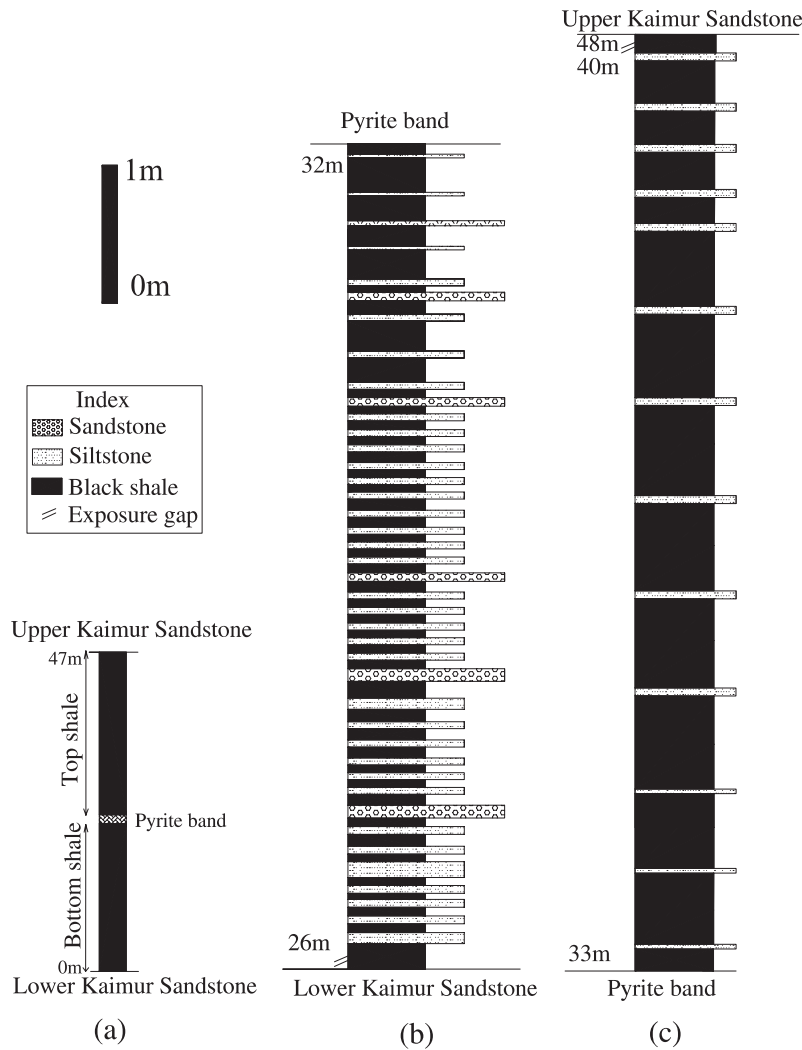 Upper Kaimur Sandstone
48m
40m
Pyrite band
32m
1m
0m
Index
Sandstone
Siltstone
Black shale
Exposure gap
Upper Kaimur Sandstone
47m
Top shale
Pyrite band
Bottom shale
0m
Lower Kaimur Sandstone
26m
Lower Kaimur Sandstone
33m
Pyrite band
(a)
(b)
(c)